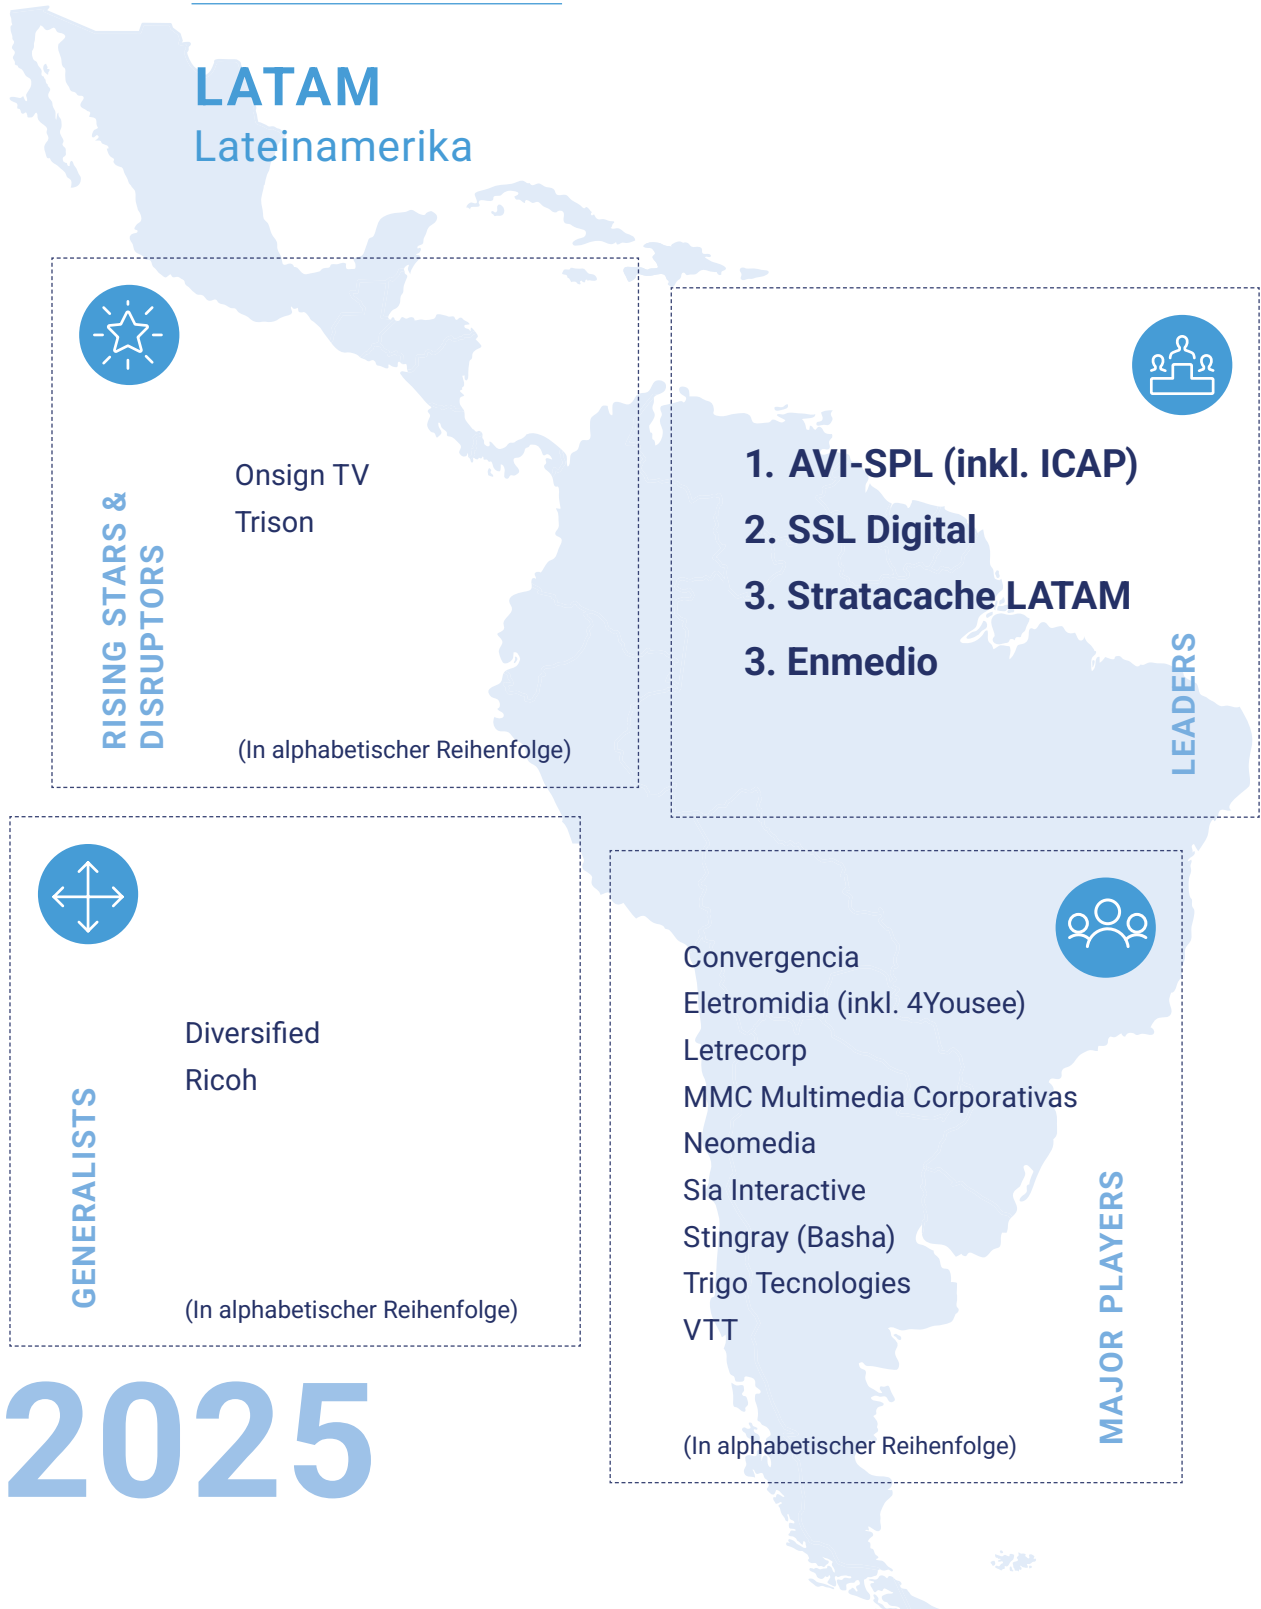 LATAM
Lateinamerika
RISING STARS &
DISRUPTORS
Onsign TV
Trison
(In alphabetischer Reihenfolge)
1. AVI-SPL (inkl. ICAP)
2. SSL Digital
3. Stratacache LATAM
3. Enmedio
LEADERS
GENERALISTS
Diversified
Ricoh
(In alphabetischer Reihenfolge)
Convergencia
Eletromidia (inkl. 4Yousee)
Letrecorp
MMC Multimedia Corporativas
Neomedia
Sia Interactive
Stingray (Basha)
Trigo Tecnologies
VTT
(In alphabetischer Reihenfolge)
MAJOR PLAYERS
2025